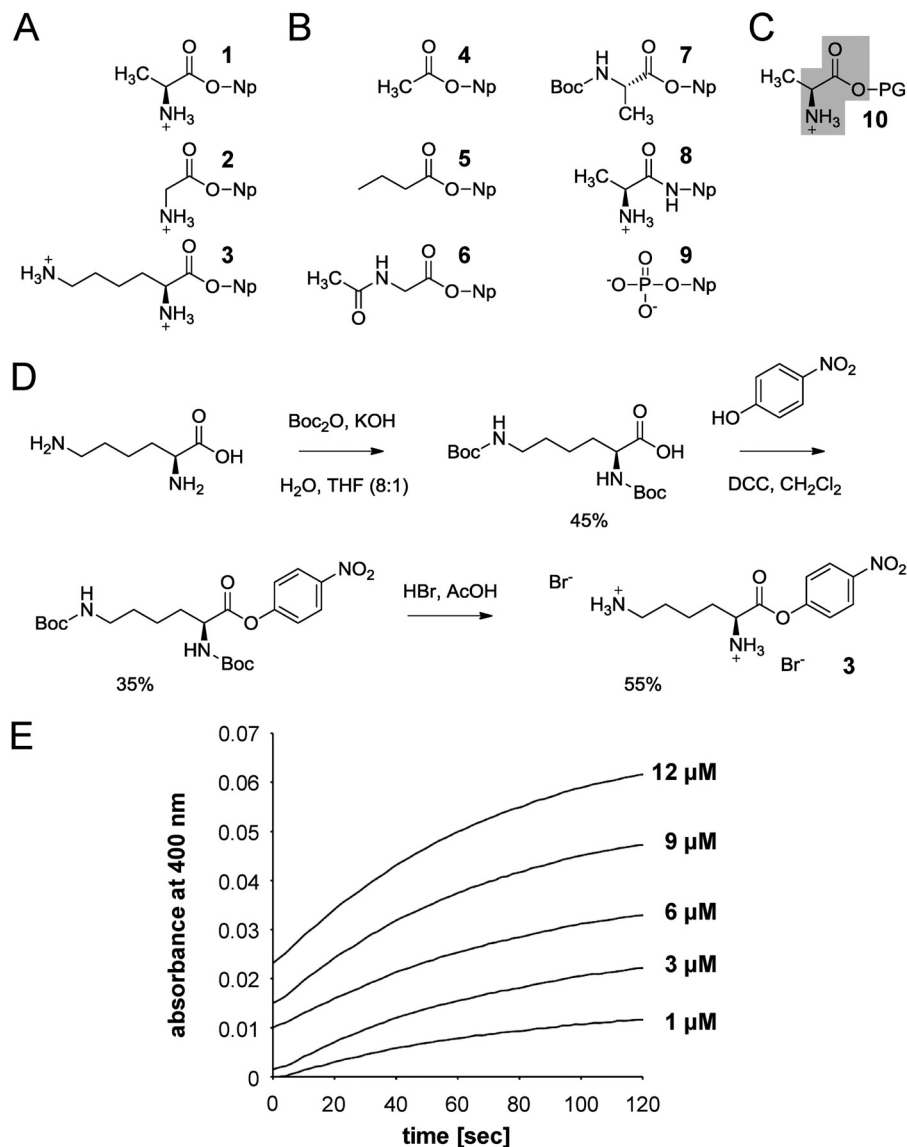 A
B
C
1
CH₃ O O–Np NH₃ +
2
O O–Np NH₃ +
3
+ H₃N O O–Np NH₃ +
4
O H₃C O–Np
5
O O–Np
6
H₃C H N O O O–Np
7
Boc H N CH₃ O O–Np
8
H₃C O N H –Np NH₃ +
9
O ⁻O P O–Np O⁻
10
H₃C O O–PG NH₃ +
D
H₂N O OH NH₂
Boc₂O, KOH
H₂O, THF (8:1)
Boc H N O OH HN Boc
45%
HO NO₂
DCC, CH₂Cl₂
Boc H N O O NO₂ HN Boc
35%
HBr, AcOH
Br⁻ + H₃N O O NO₂ NH₃ + Br⁻ 3
55%
E
absorbance at 400 nm
0.07
0.06
0.05
0.04
0.03
0.02
0.01
0
12 µM
9 µM
6 µM
3 µM
1 µM
0 20 40 60 80 100 120
time [sec]